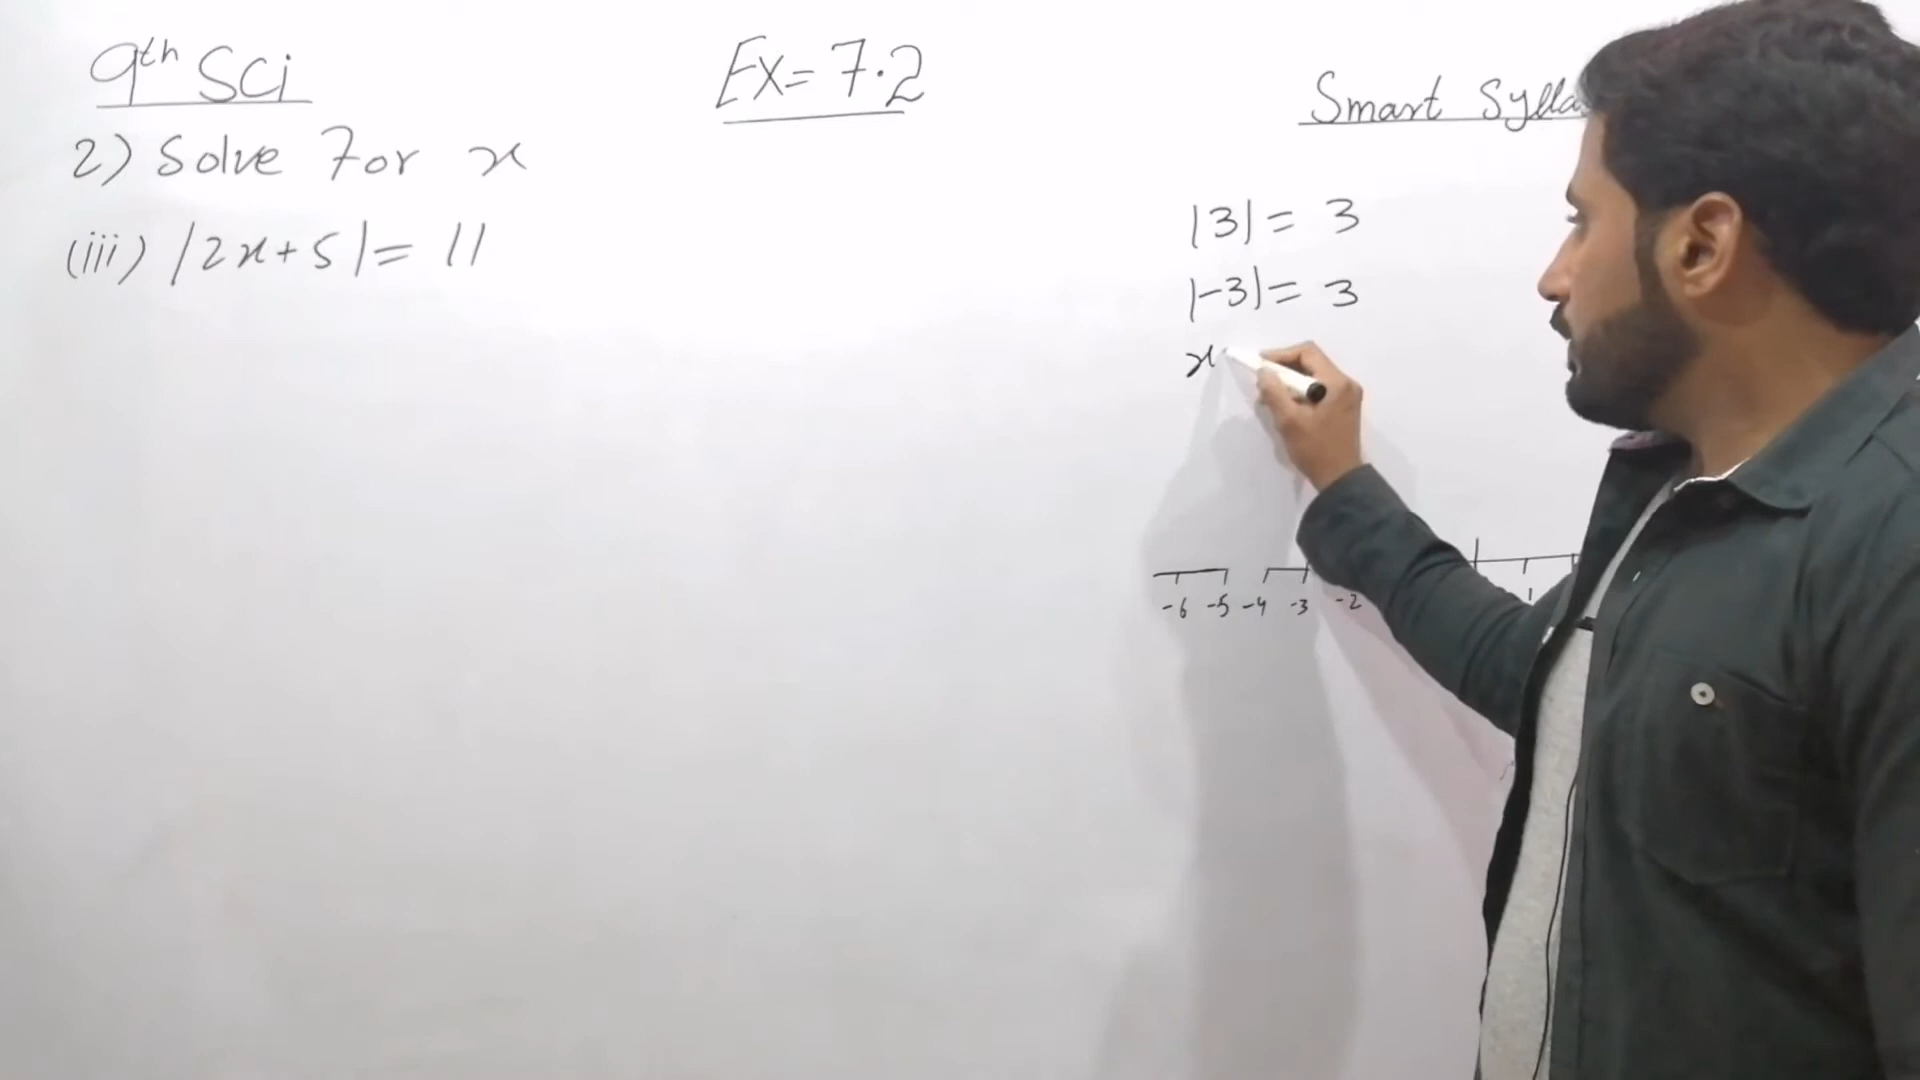 9th Sci
Ex = 7.2
Smart
2) Solve For x
(iii) |2x+5| = 11
|3| = 3
|-3| = 3
x
-6 -5 -4 -3 -2